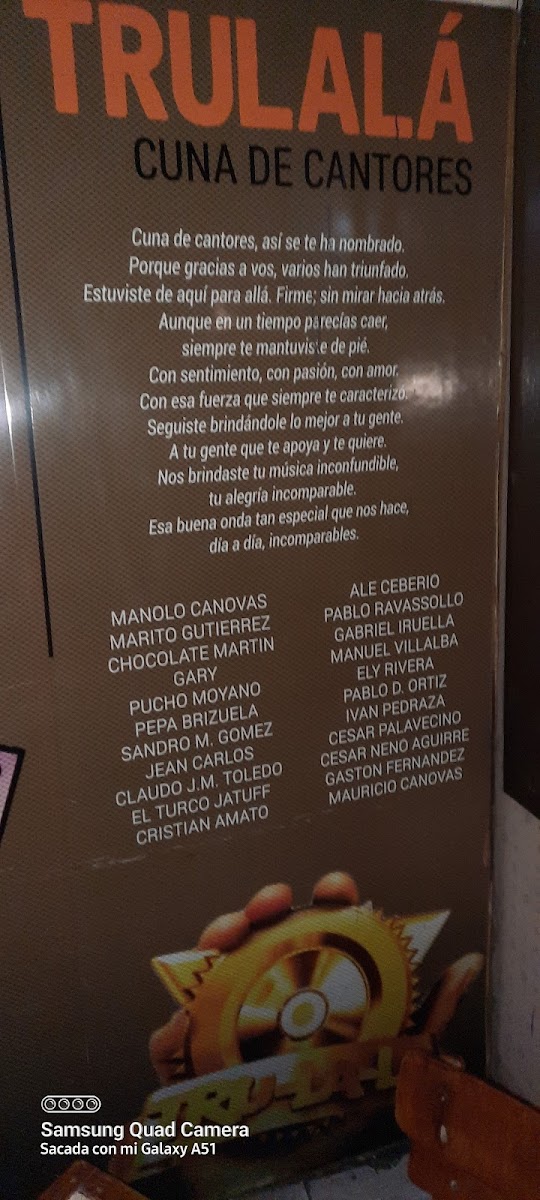 TRULALÁ
CUNA DE CANTORES
Cuna de cantores, así se te ha nombrado.
Porque gracias a vos, varios han triunfado.
Estuviste de aquí para allá. Firme; sin mirar hacia atrás.
Aunque en un tiempo parecías caer,
siempre te mantuviste de pié.
Con sentimiento, con pasión, con amor.
Con esa fuerza que siempre te caracterizo.
Seguiste brindándole lo mejor a tu gente.
A tu gente que te apoya y te quiere.
Nos brindaste tu música inconfundible,
tu alegría incomparable.
Esa buena onda tan especial que nos hace,
día a día, incomparables.
MANOLO CANOVAS
MARITO GUTIERREZ
CHOCOLATE MARTIN
GARY
PUCHO MOYANO
PEPA BRIZUELA
SANDRO M. GOMEZ
JEAN CARLOS
CLAUDO J.M. TOLEDO
EL TURCO JATUFF
CRISTIAN AMATO
ALE CEBERIO
PABLO RAVASSOLLO
GABRIEL IRUELLA
MANUEL VILLALBA
ELY RIVERA
PABLO D. ORTIZ
IVAN PEDRAZA
CESAR PALAVECINO
CESAR NENO AGUIRRE
GASTON FERNANDEZ
MAURICIO CANOVAS
TRU-LA-LA
Samsung Quad Camera
Sacada con mi Galaxy A51